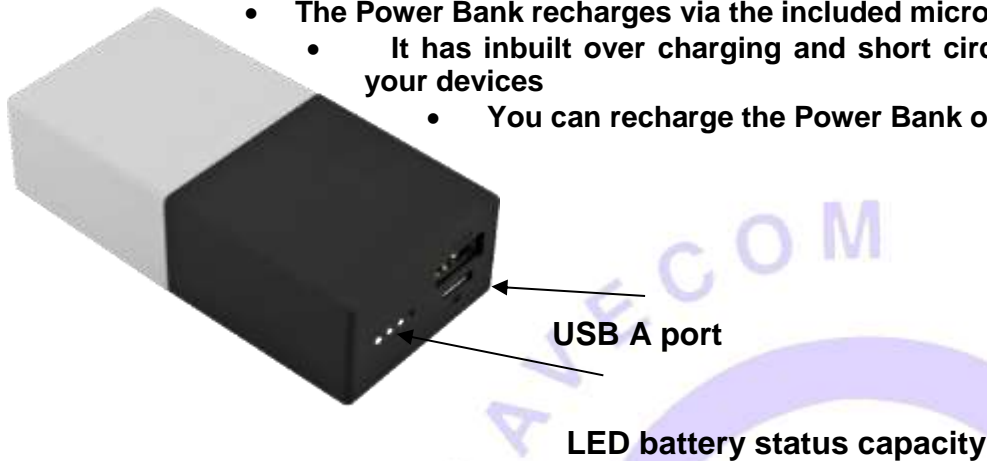 • The Power Bank recharges via the included micro
• It has inbuilt over charging and short circ
your devices
• You can recharge the Power Bank o
AVECOM
USB A port
LED battery status capacity